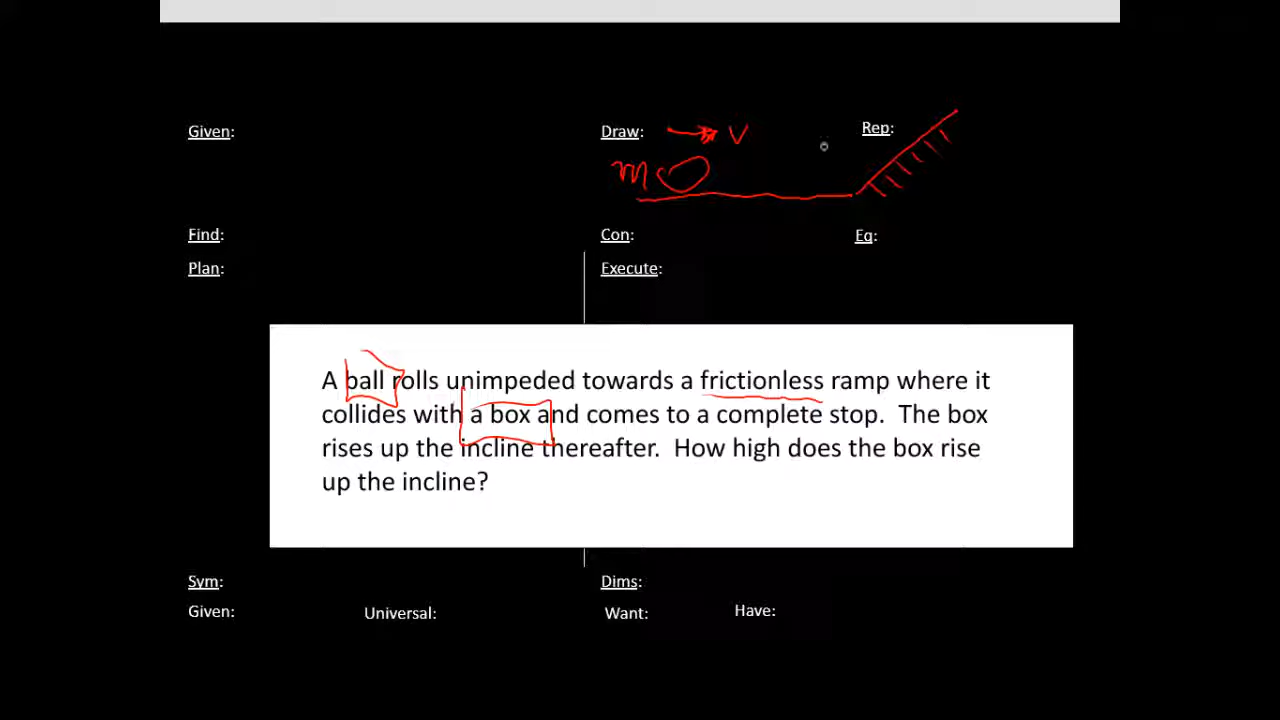 Given:
Draw:
V
Rep:
m
Find:
Con:
Eq:
Plan:
Execute:
A ball rolls unimpeded towards a frictionless ramp where it
collides with a box and comes to a complete stop.  The box
rises up the incline thereafter.  How high does the box rise
up the incline?
Sym:
Dims:
Given:
Universal:
Want:
Have: